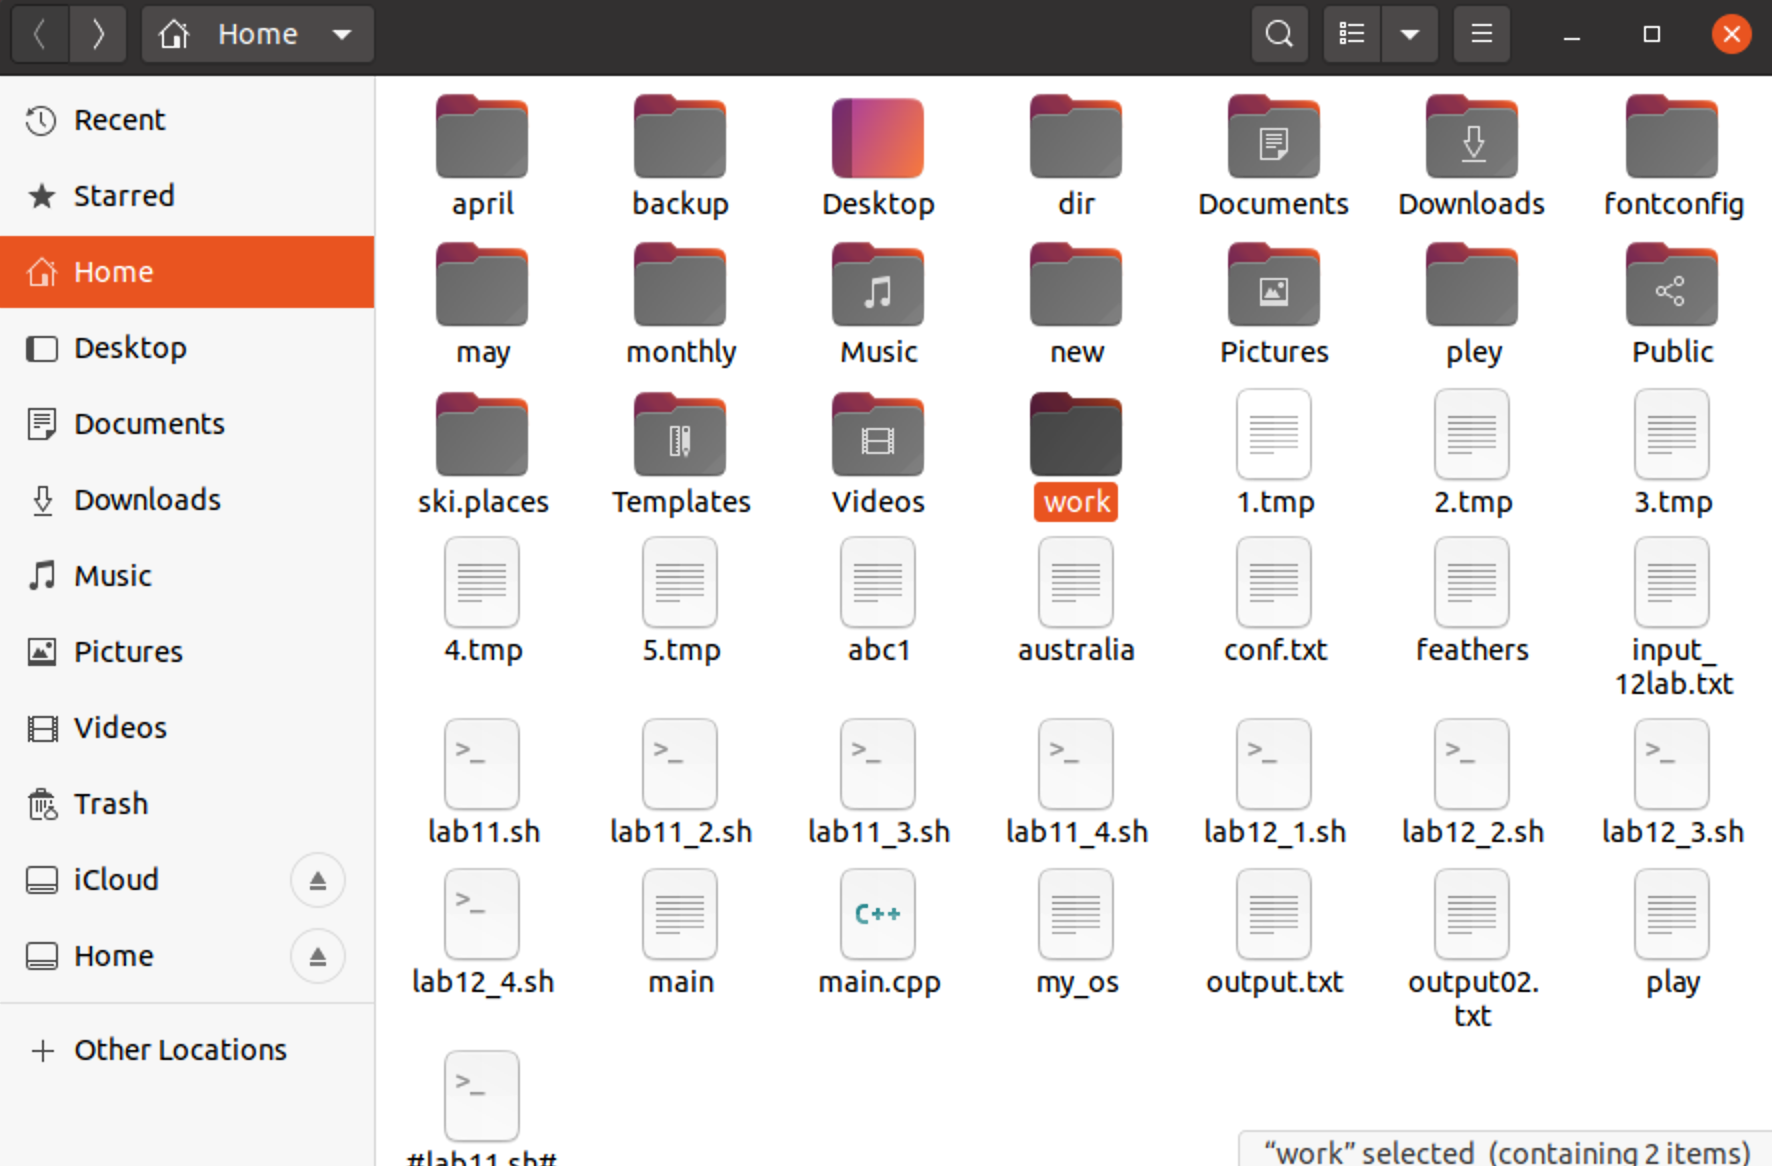 Home
Recent
Starred
Home
Desktop
Documents
Downloads
Music
Pictures
Videos
Trash
iCloud
Home
Other Locations
april backup Desktop dir Documents Downloads fontconfig
may monthly Music new Pictures pley Public
ski.places Templates Videos work 1.tmp 2.tmp 3.tmp
4.tmp 5.tmp abc1 australia conf.txt feathers input_
12lab.txt
>_ >_ >_ >_ >_ >_ >_
lab11.sh lab11_2.sh lab11_3.sh lab11_4.sh lab12_1.sh lab12_2.sh lab12_3.sh
>_ C++
lab12_4.sh main main.cpp my_os output.txt output02. play
txt
>_
#lab11.sh#
“work” selected (containing 2 items)